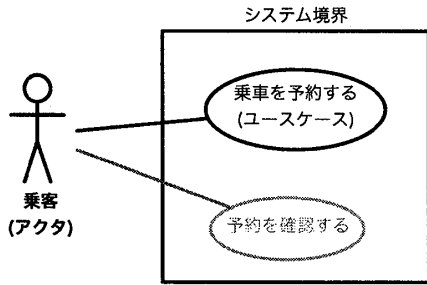 システム境界
乗車を予約する
(ユースケース)
乗客
(アクタ)
予約を確認する